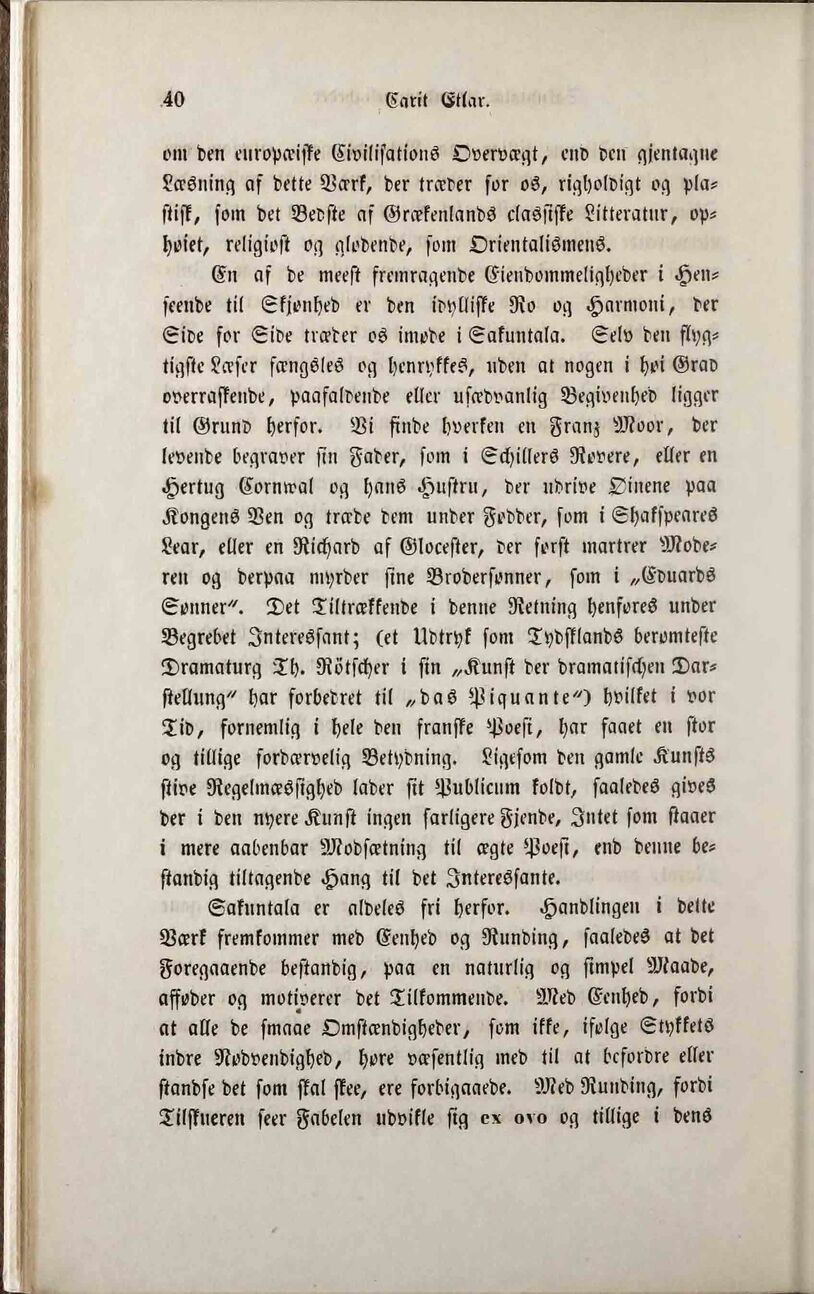 40 Carit Etlar.
om den europæiske Civilisations Overvægt, end den gjentagne
Læsning af dette Værk, der træder for os, righoldigt og pla-
stisk, som det Bedste af Grækenlands classiske Litteratur, op-
høiet, religiøst og glødende, som Orientalismens.
En af de meest fremragende Eiendommeligheder i Hen-
seende til Skjønhed er den idylliske Ro og Harmoni, der
Side for Side træder os imøde i Sakuntala. Selv den flyg-
tigste Læser fængsles og henrykkes, uden at nogen i høi Grad
overraskende, paafaldende eller usædvanlig Begivenhed ligger
til Grund herfor. Vi finde hverken en Franz Moor, der
levende begraver sin Fader, som i Schillers Røvere, eller en
Hertug Cornwal og hans Hustru, der udrive Øinene paa
Kongens Ven og træde dem under Fødder, som i Shakspeares
Lear, eller en Richard af Glocester, der først martrer Mode-
ren og derpaa myrder sine Brodersønner, som i „Eduards
Sønner". Det Tiltrækkende i denne Retning henføres under
Begrebet Interessant; (et Udtryk som Tydsklands berømteste
Dramaturg Th. Rötscher i sin „Kunst der dramatischen Dar-
stellung" har forbedret til „das Piquante") hvilket i vor
Tid, fornemlig i hele den franske Poesi, har faaet en stor
og tillige fordærvelig Betydning. Ligesom den gamle Kunsts
stive Regelmæssighed lader sit Publicum koldt, saaledes gives
der i den nyere Kunst ingen farligere Fjende, Intet som staaer
i mere aabenbar Modsætning til ægte Poesi, end denne be-
standig tiltagende Hang til det Interessante.
Sakuntala er aldeles fri herfor. Handlingen i dette
Værk fremkommer med Eenhed og Runding, saaledes at det
Foregaaende bestandig, paa en naturlig og simpel Maade,
afføder og motiverer det Tilkommende. Med Eenhed, fordi
at alle de smaae Omstændigheder, som ikke, ifølge Stykkets
indre Nødvendighed, høre væsentlig med til at befordre eller
standse det som skal skee, ere forbigaaede. Med Runding, fordi
Tilskueren seer Fabelen udvikle sig ex ovo og tillige i dens